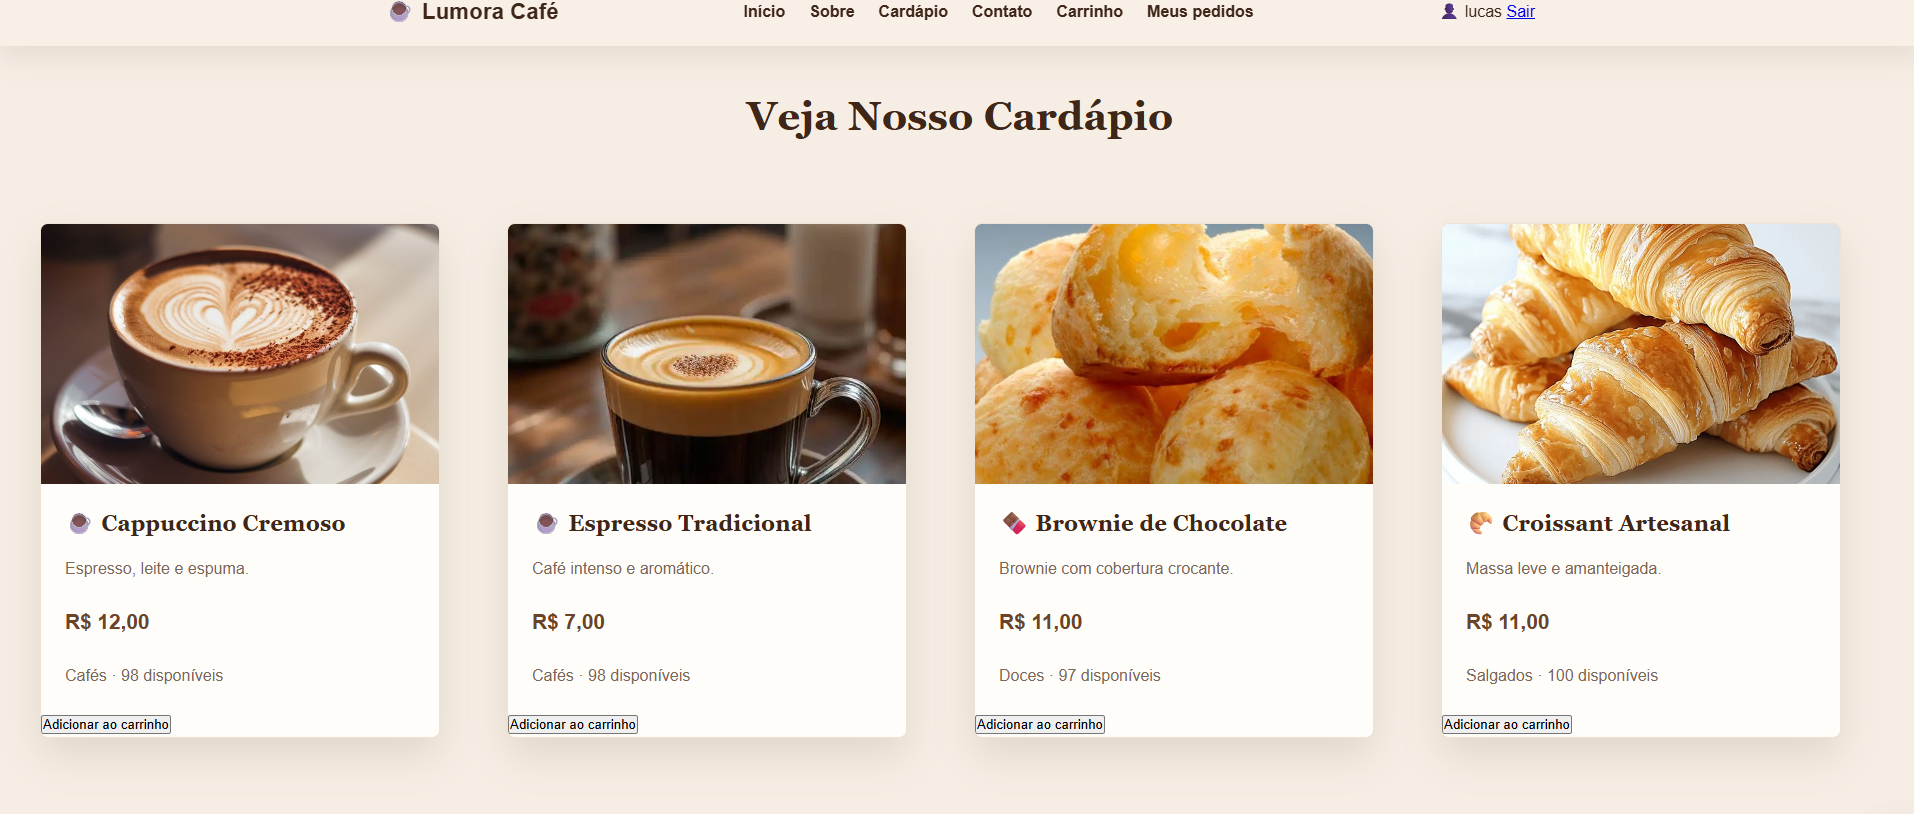 Lumora Café
Início Sobre Cardápio Contato Carrinho Meus pedidos
lucas Sair
Veja Nosso Cardápio
Cappuccino Cremoso
Espresso, leite e espuma.
R$ 12,00
Cafés · 98 disponíveis
Adicionar ao carrinho
Espresso Tradicional
Café intenso e aromático.
R$ 7,00
Cafés · 98 disponíveis
Adicionar ao carrinho
Brownie de Chocolate
Brownie com cobertura crocante.
R$ 11,00
Doces · 97 disponíveis
Adicionar ao carrinho
Croissant Artesanal
Massa leve e amanteigada.
R$ 11,00
Salgados · 100 disponíveis
Adicionar ao carrinho